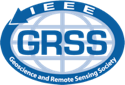 IEEE
GRSS
Geoscience and Remote Sensing Society